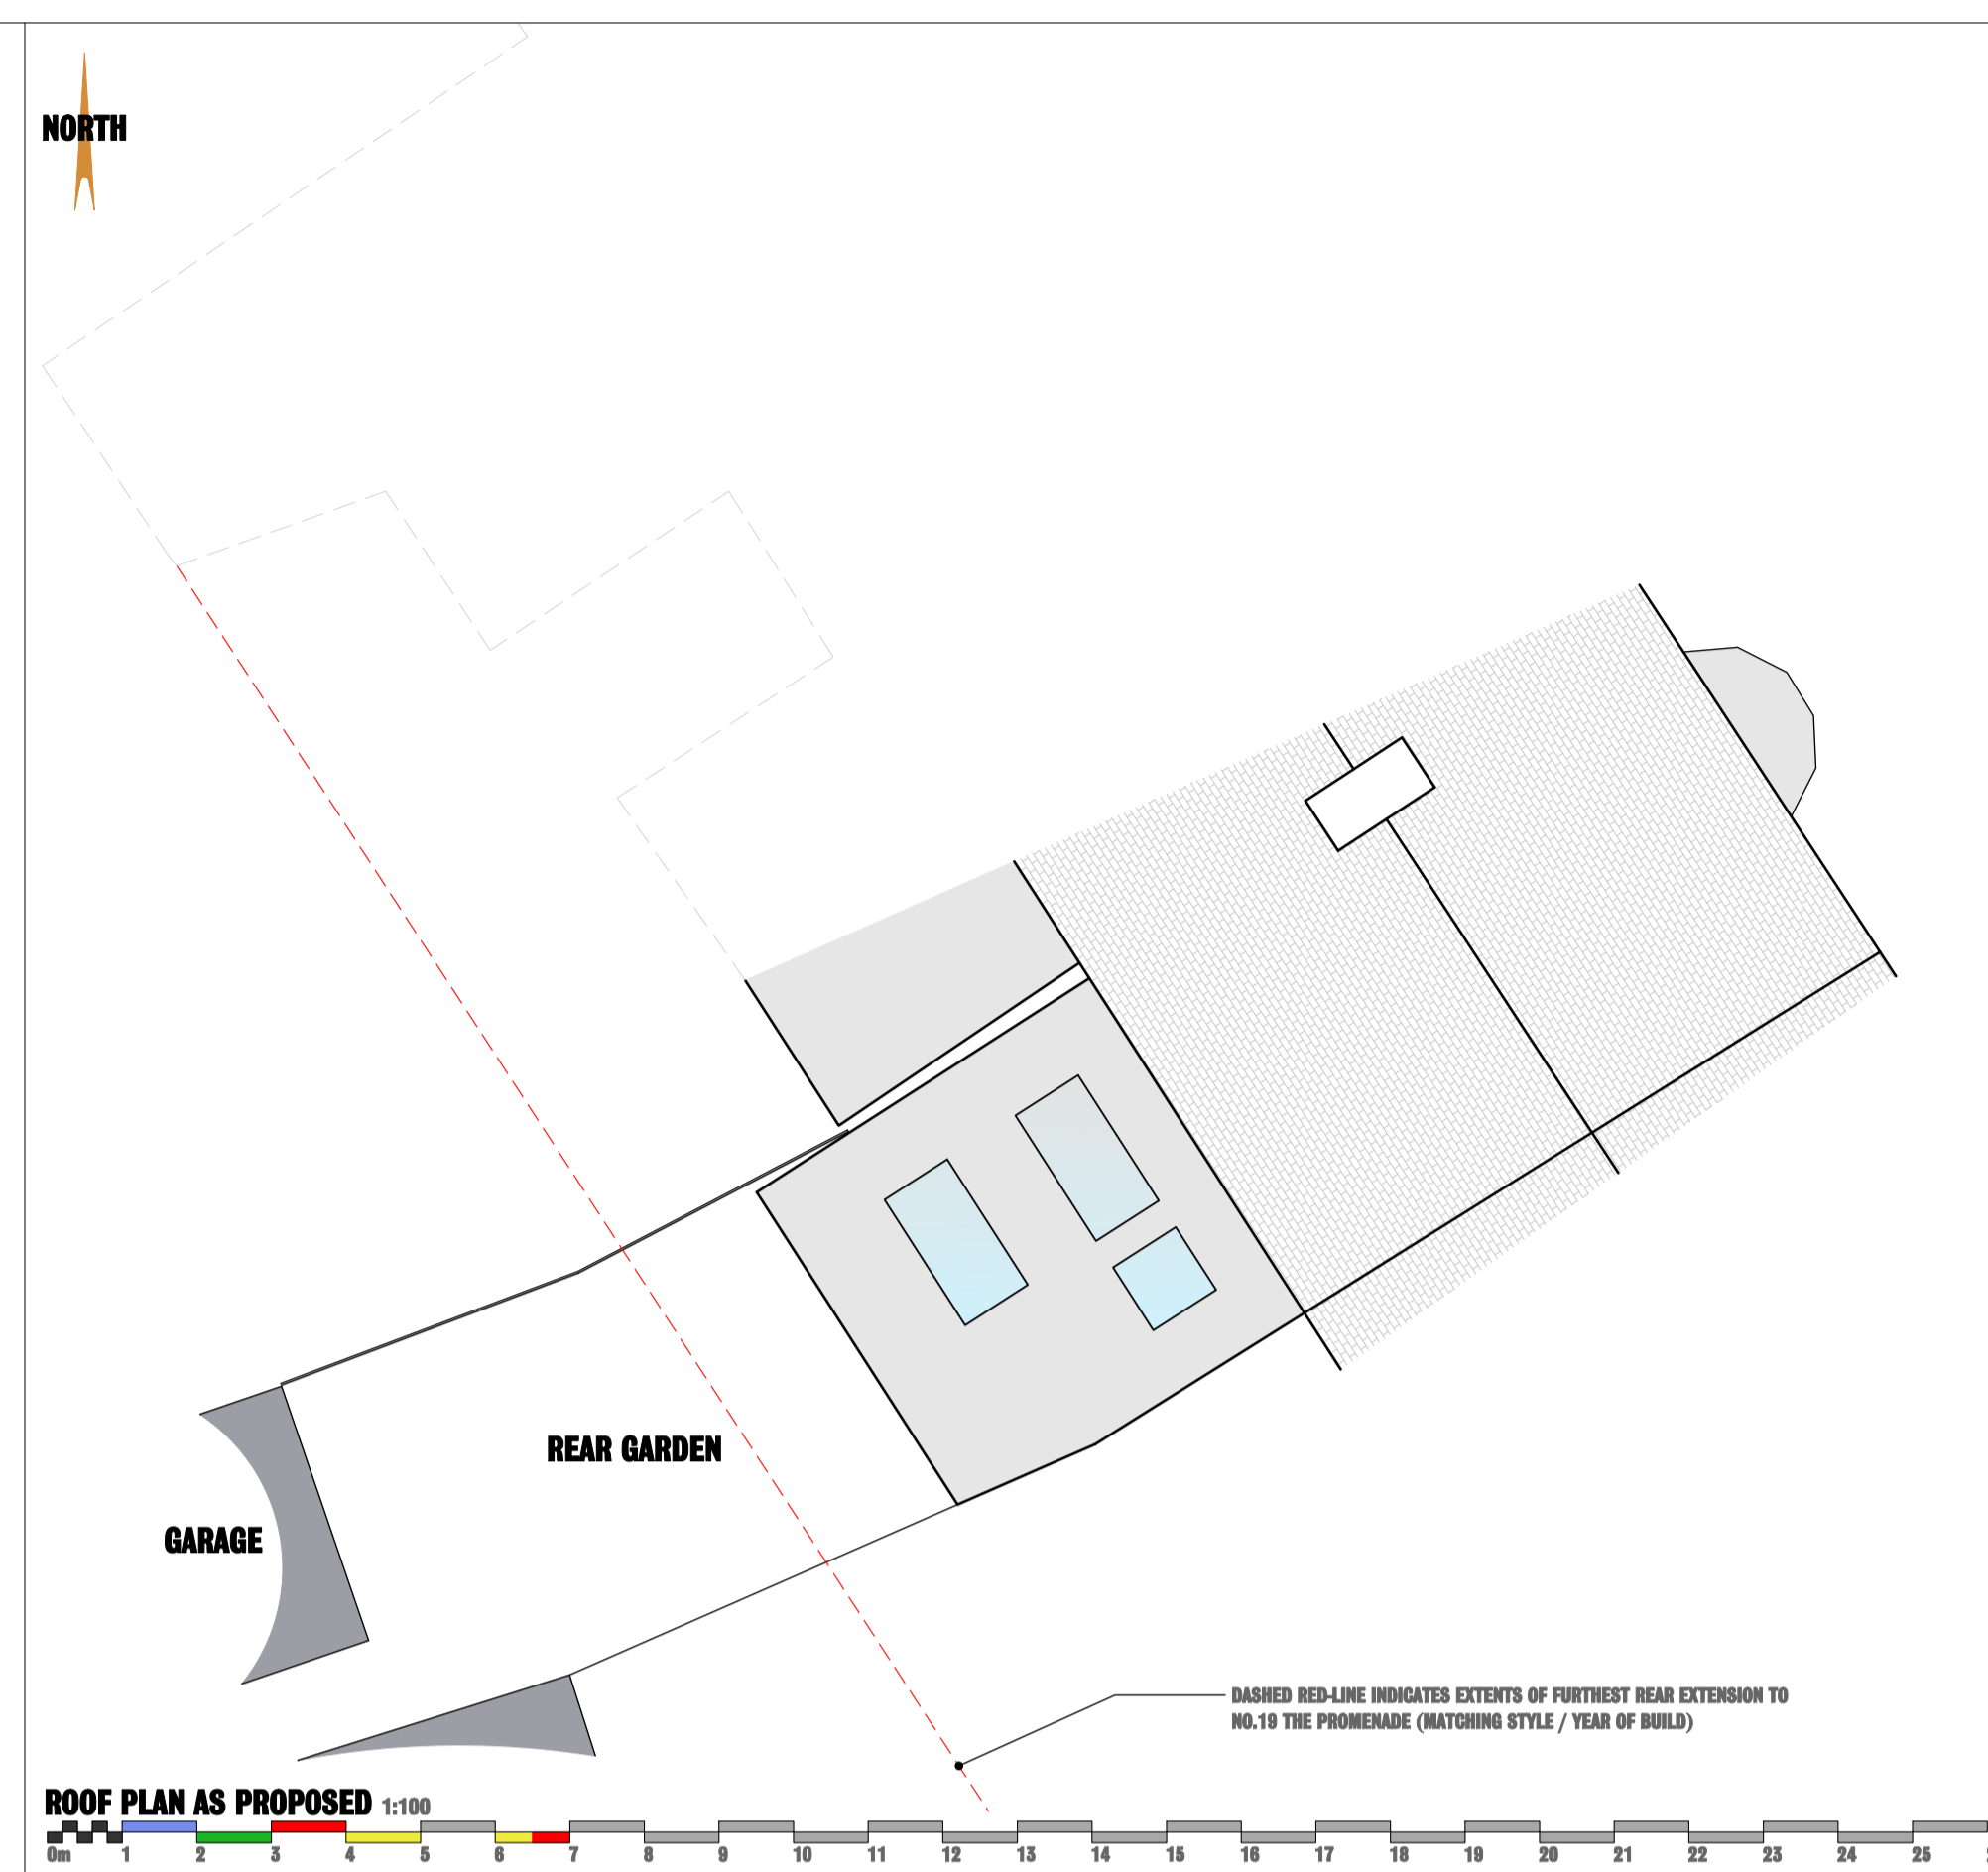 NORTH
REAR GARDEN
GARAGE
DASHED RED-LINE INDICATES EXTENTS OF FURTHEST REAR EXTENSION TO
NO.19 THE PROMENADE (MATCHING STYLE / YEAR OF BUILD)
ROOF PLAN AS PROPOSED 1:100
0m 1 2 3 4 5 6 7 8 9 10 11 12 13 14 15 16 17 18 19 20 21 22 23 24 25